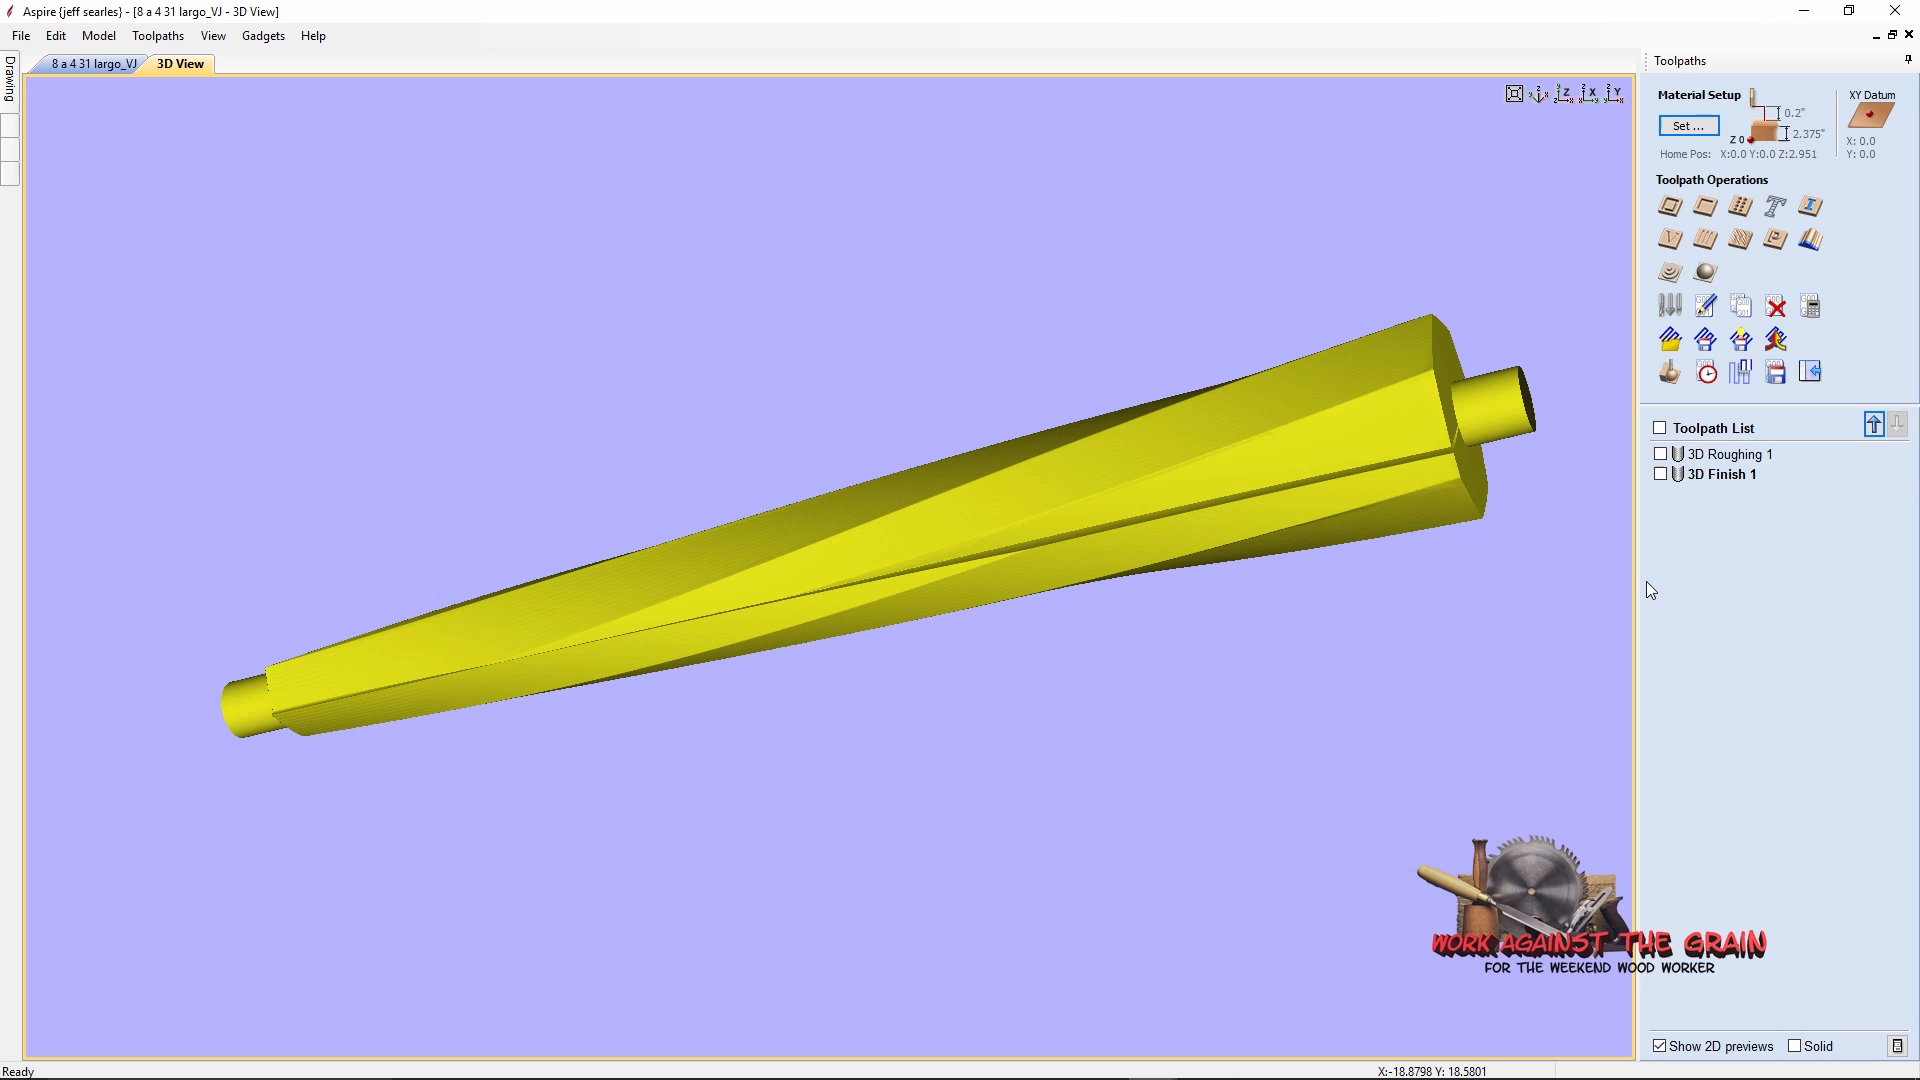 Aspire {jeff searles} - [8 a 4 31 largo_VJ - 3D View]
File Edit Model Toolpaths View Gadgets Help
Drawing
8 a 4 31 largo_VJ 3D View
Toolpaths
Material Setup
XY Datum
0.2"
Set ...
2.375"
Z 0
X: 0.0
Home Pos: X:0.0 Y:0.0 Z:2.951
Y: 0.0
Toolpath Operations
Toolpath List
3D Roughing 1
3D Finish 1
WORK AGAINST THE GRAIN
FOR THE WEEKEND WOOD WORKER
Show 2D previews Solid
Ready
X:-18.8798 Y: 18.5801